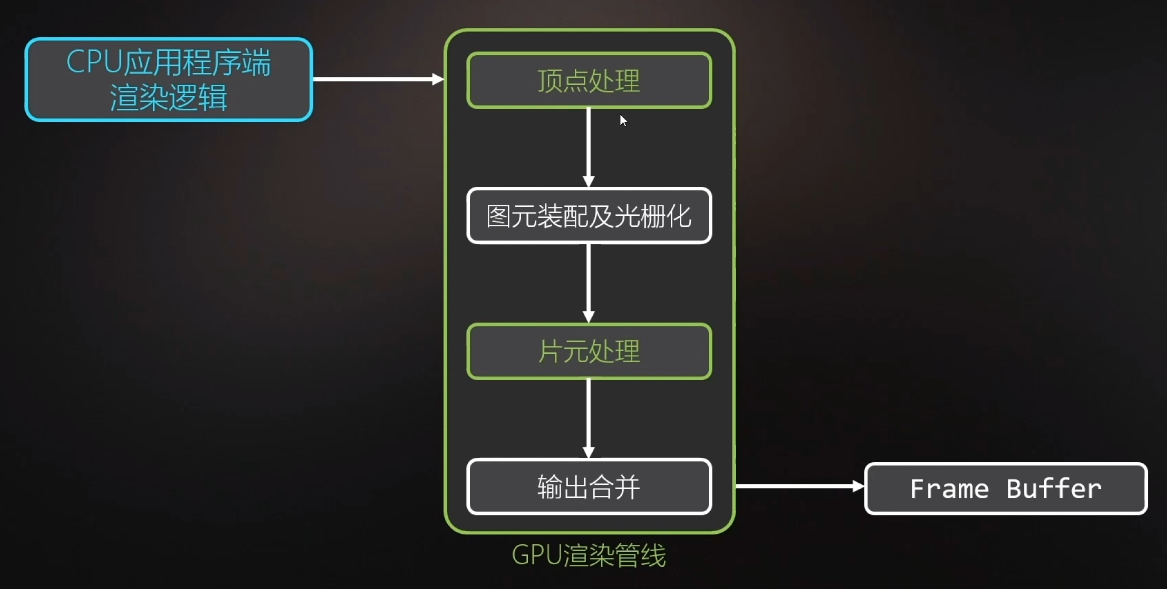 CPU应用程序端
渲染逻辑
顶点处理
图元装配及光栅化
片元处理
输出合并
Frame Buffer
GPU渲染管线